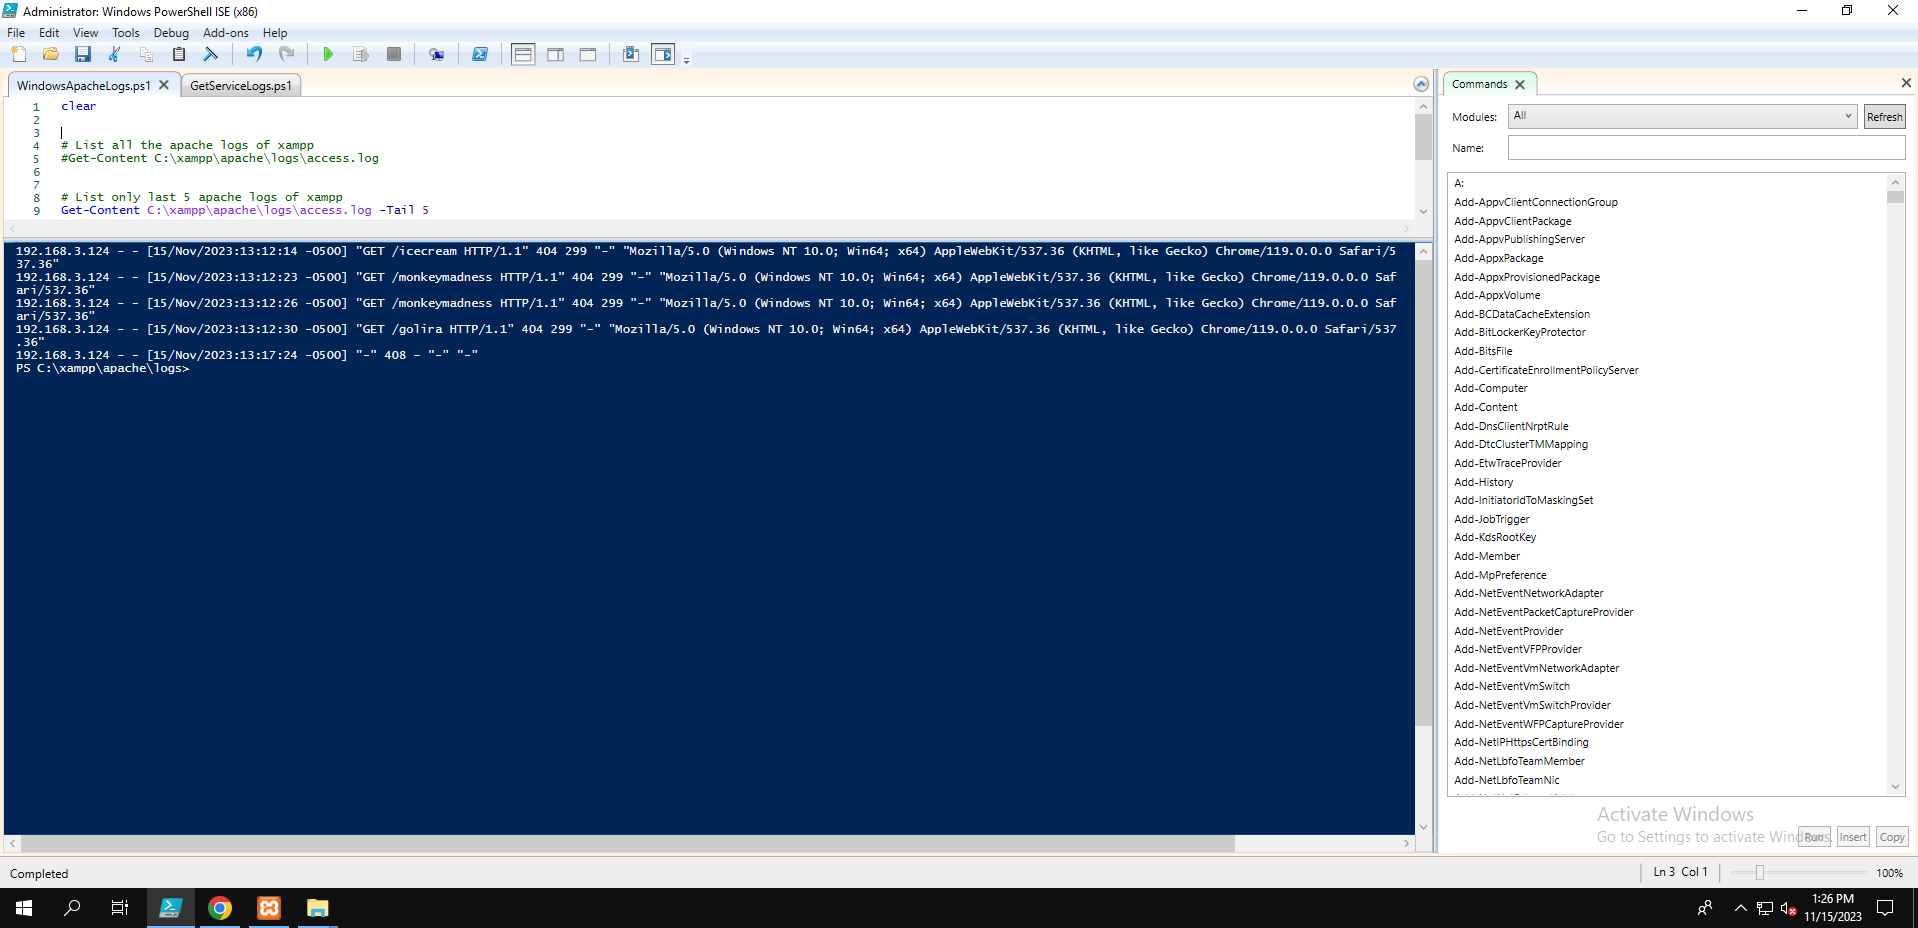 Administrator: Windows PowerShell ISE (x86)
File Edit View Tools Debug Add-ons Help
WindowsApacheLogs.ps1 GetServiceLogs.ps1
1 clear
2
3
4 # List all the apache logs of xampp
5 #Get-Content C:\xampp\apache\logs\access.log
6
7
8 # List only last 5 apache logs of xampp
9 Get-Content C:\xampp\apache\logs\access.log -Tail 5
192.168.3.124 - - [15/Nov/2023:13:12:14 -0500] "GET /icecream HTTP/1.1" 404 299 "-" "Mozilla/5.0 (Windows NT 10.0; Win64; x64) AppleWebKit/537.36 (KHTML, like Gecko) Chrome/119.0.0.0 Safari/5
37.36"
192.168.3.124 - - [15/Nov/2023:13:12:23 -0500] "GET /monkeymadness HTTP/1.1" 404 299 "-" "Mozilla/5.0 (Windows NT 10.0; Win64; x64) AppleWebKit/537.36 (KHTML, like Gecko) Chrome/119.0.0.0 Saf
ari/537.36"
192.168.3.124 - - [15/Nov/2023:13:12:26 -0500] "GET /monkeymadness HTTP/1.1" 404 299 "-" "Mozilla/5.0 (Windows NT 10.0; Win64; x64) AppleWebKit/537.36 (KHTML, like Gecko) Chrome/119.0.0.0 Saf
ari/537.36"
192.168.3.124 - - [15/Nov/2023:13:12:30 -0500] "GET /golira HTTP/1.1" 404 299 "-" "Mozilla/5.0 (Windows NT 10.0; Win64; x64) AppleWebKit/537.36 (KHTML, like Gecko) Chrome/119.0.0.0 Safari/537
.36"
192.168.3.124 - - [15/Nov/2023:13:17:24 -0500] "-" 408 - "-" "-"
PS C:\xampp\apache\logs>
Commands
Modules: All Refresh
Name:
A:
Add-AppvClientConnectionGroup
Add-AppvClientPackage
Add-AppvPublishingServer
Add-AppxPackage
Add-AppxProvisionedPackage
Add-AppxVolume
Add-BCDataCacheExtension
Add-BitLockerKeyProtector
Add-BitsFile
Add-CertificateEnrollmentPolicyServer
Add-Computer
Add-Content
Add-DnsClientNrptRule
Add-DtcClusterTMMapping
Add-EtwTraceProvider
Add-History
Add-InitiatorIdToMaskingSet
Add-JobTrigger
Add-KdsRootKey
Add-Member
Add-MpPreference
Add-NetEventNetworkAdapter
Add-NetEventPacketCaptureProvider
Add-NetEventProvider
Add-NetEventVFPProvider
Add-NetEventVmNetworkAdapter
Add-NetEventVmSwitch
Add-NetEventVmSwitchProvider
Add-NetEventWFPCaptureProvider
Add-NetIPHttpsCertBinding
Add-NetLbfoTeamMember
Add-NetLbfoTeamNic
Activate Windows
Go to Settings to activate Windows.
Run Insert Copy
Completed
Ln 3 Col 1 100%
1:26 PM
11/15/2023